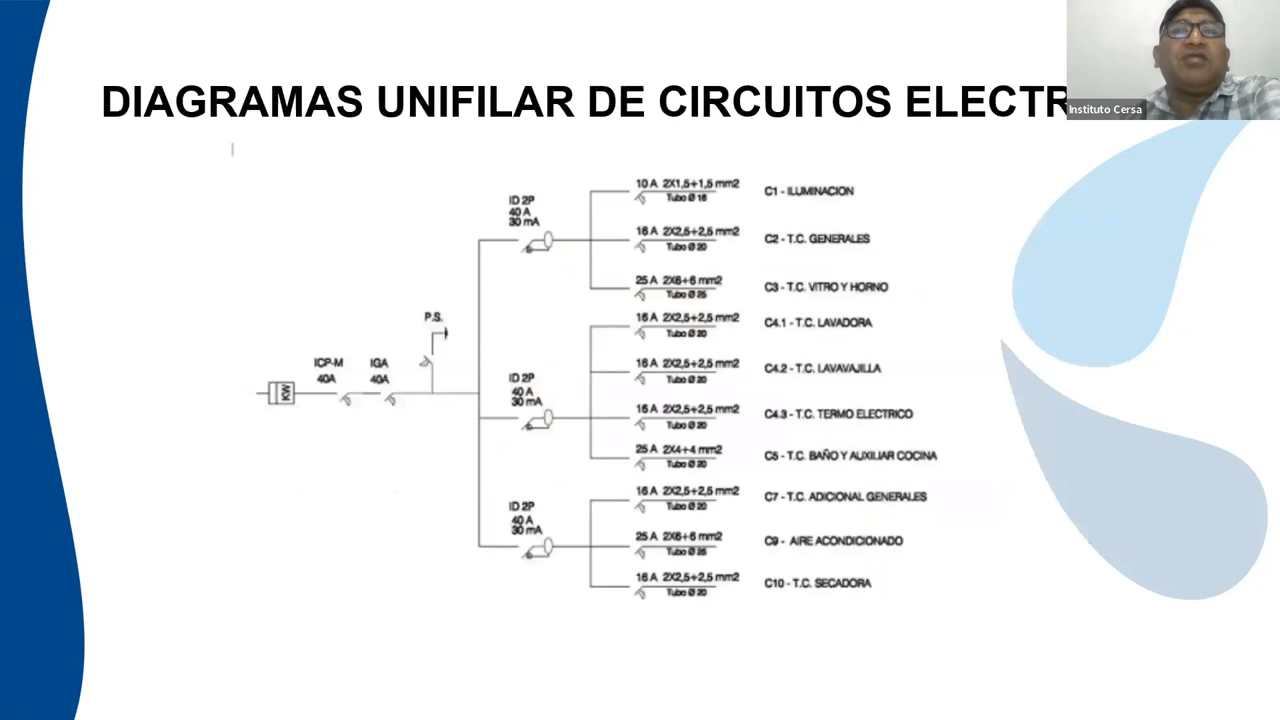 DIAGRAMAS UNIFILAR DE CIRCUITOS ELECTR
Instituto Cersa
ID 2P
40 A
30 mA
10 A 2X1,5+1,5 mm2
Tubo Ø 16
C1 - ILUMINACION
16 A 2X2,5+2,5 mm2
Tubo Ø 20
C2 - T.C. GENERALES
25 A 2X6+6 mm2
Tubo Ø 25
C3 - T.C. VITRO Y HORNO
P.S.
ICP-M
40A
IGA
40A
KW
ID 2P
40 A
30 mA
16 A 2X2,5+2,5 mm2
Tubo Ø 20
C4.1 - T.C. LAVADORA
16 A 2X2,5+2,5 mm2
Tubo Ø 20
C4.2 - T.C. LAVAVAJILLA
16 A 2X2,5+2,5 mm2
Tubo Ø 20
C4.3 - T.C. TERMO ELECTRICO
25 A 2X4+4 mm2
Tubo Ø 20
C5 - T.C. BAÑO Y AUXILIAR COCINA
ID 2P
40 A
30 mA
16 A 2X2,5+2,5 mm2
Tubo Ø 20
C7 - T.C. ADICIONAL GENERALES
25 A 2X6+6 mm2
Tubo Ø 25
C9 - AIRE ACONDICIONADO
16 A 2X2,5+2,5 mm2
Tubo Ø 20
C10 - T.C. SECADORA